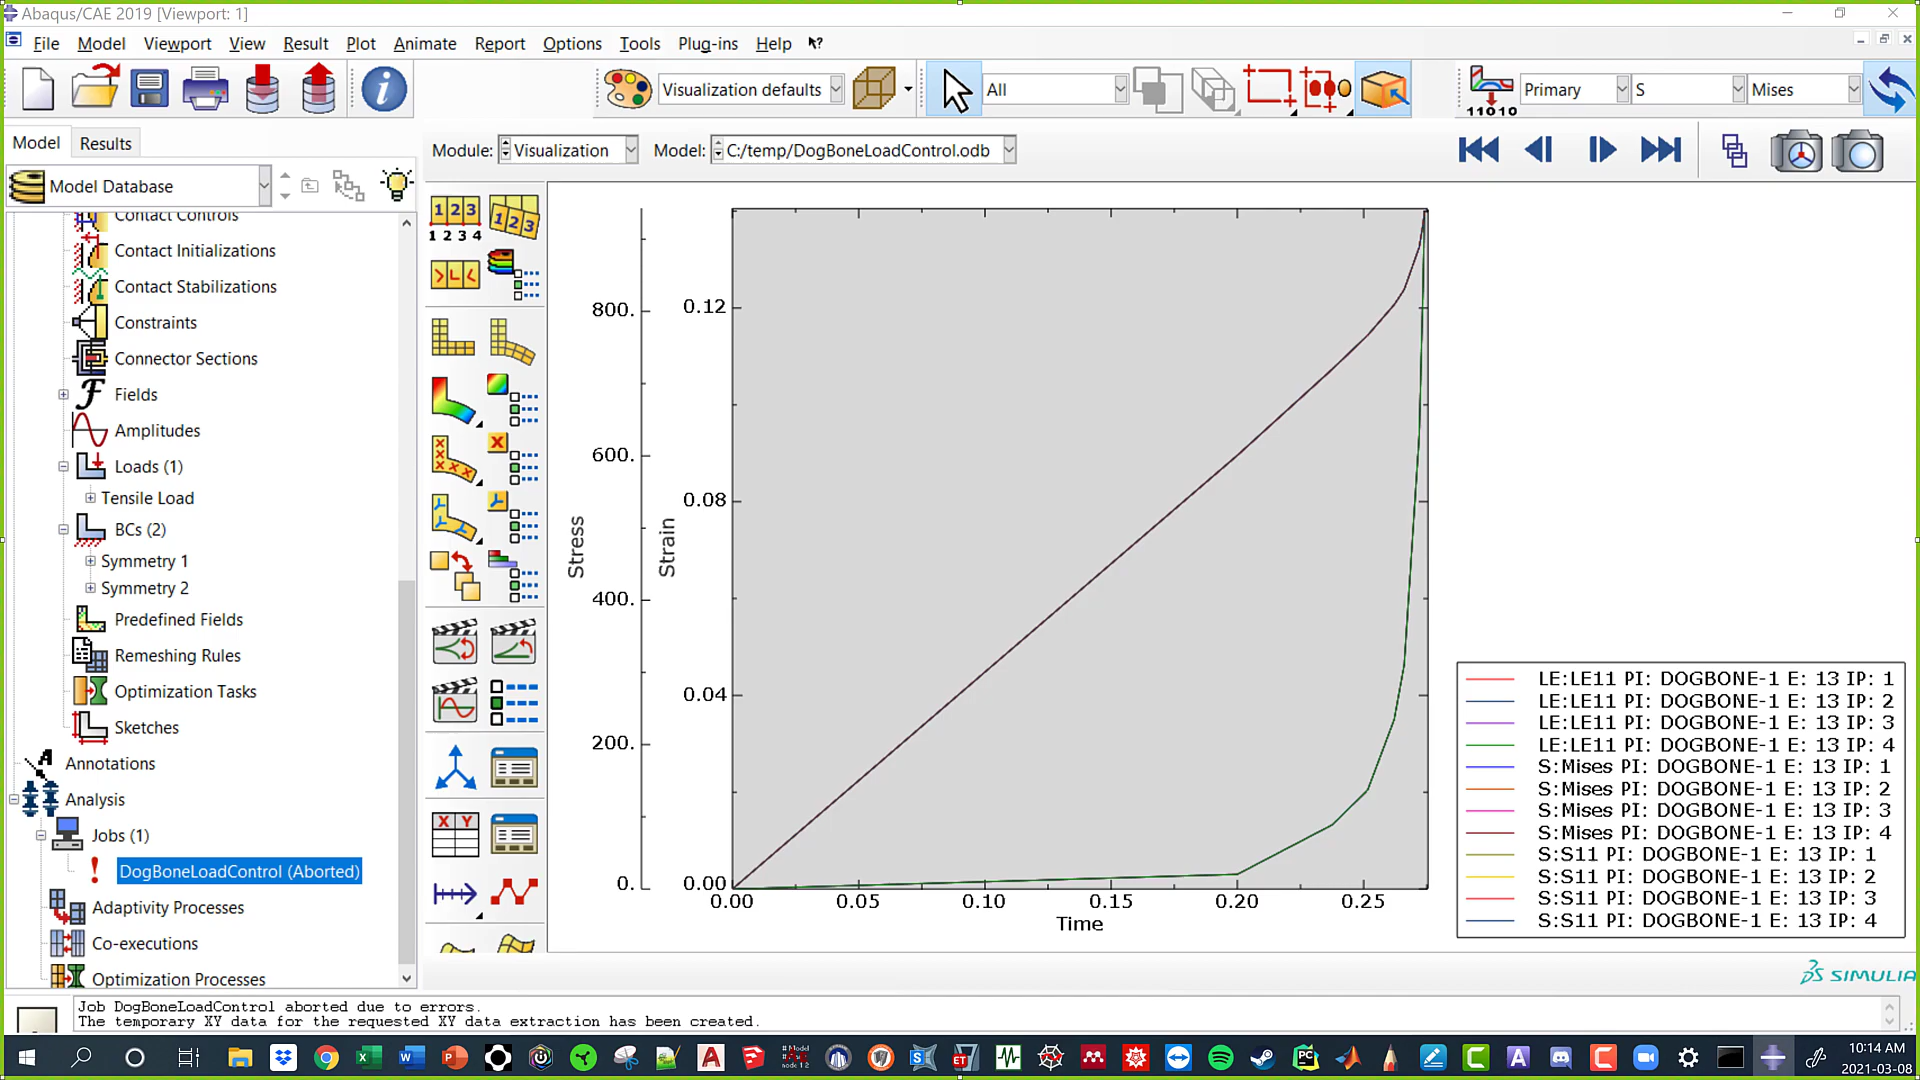 Abaqus/CAE 2019 [Viewport: 1]
File Model Viewport View Result Plot Animate Report Options Tools Plug-ins Help
Visualization defaults All Primary S Mises
11010
Model Results
Module: Visualization Model: C:/temp/DogBoneLoadControl.odb
Model Database
Contact Controls
Contact Initializations
Contact Stabilizations
Constraints
Connector Sections
Fields
Amplitudes
Loads (1)
Tensile Load
BCs (2)
Symmetry 1
Symmetry 2
Predefined Fields
Remeshing Rules
Optimization Tasks
Sketches
Annotations
Analysis
Jobs (1)
DogBoneLoadControl (Aborted)
Adaptivity Processes
Co-executions
Optimization Processes
1 2 3
1 2 3 4
1 2 3
X Y
Stress
800.
600.
400.
200.
0.
Strain
0.12
0.08
0.04
0.00
0.00 0.05 0.10 0.15 0.20 0.25
Time
LE:LE11 PI: DOGBONE-1 E: 13 IP: 1
LE:LE11 PI: DOGBONE-1 E: 13 IP: 2
LE:LE11 PI: DOGBONE-1 E: 13 IP: 3
LE:LE11 PI: DOGBONE-1 E: 13 IP: 4
S:Mises PI: DOGBONE-1 E: 13 IP: 1
S:Mises PI: DOGBONE-1 E: 13 IP: 2
S:Mises PI: DOGBONE-1 E: 13 IP: 3
S:Mises PI: DOGBONE-1 E: 13 IP: 4
S:S11 PI: DOGBONE-1 E: 13 IP: 1
S:S11 PI: DOGBONE-1 E: 13 IP: 2
S:S11 PI: DOGBONE-1 E: 13 IP: 3
S:S11 PI: DOGBONE-1 E: 13 IP: 4
SIMULIA
Job DogBoneLoadControl aborted due to errors.
The temporary XY data for the requested XY data extraction has been created.
10:14 AM
2021-03-08